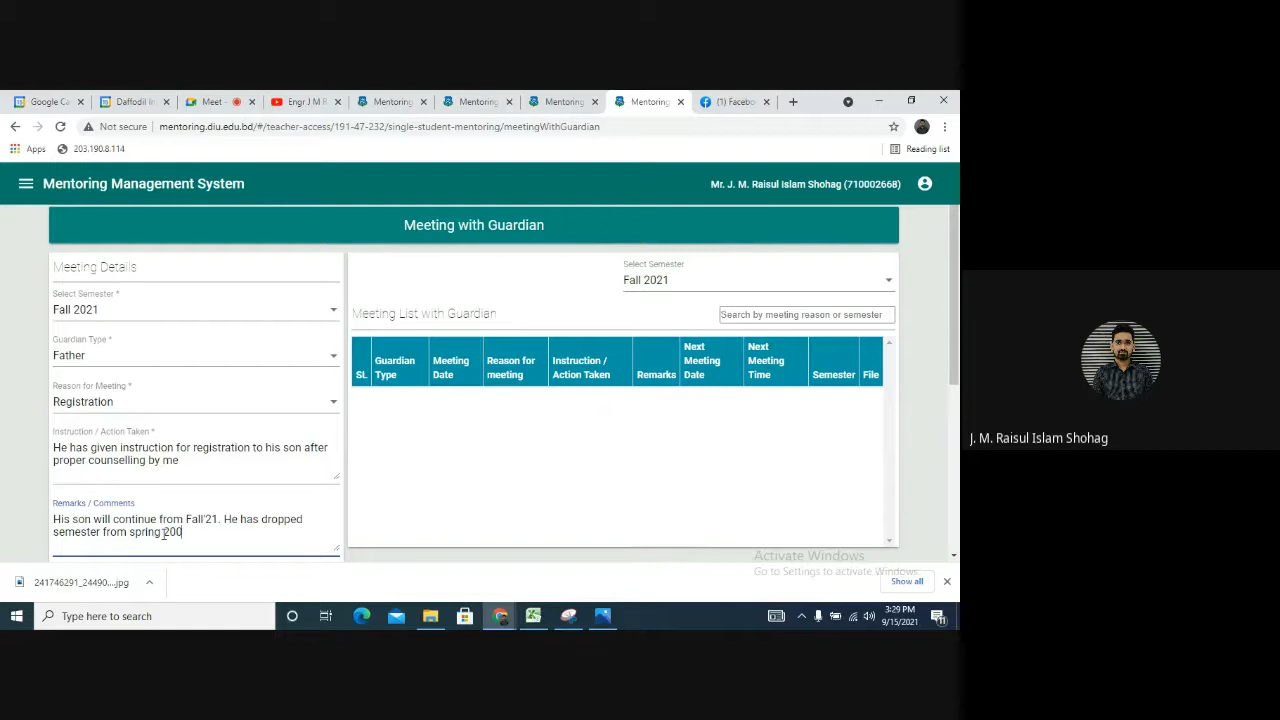 Google Ca
Daffodil In
Meet -
Engr J M R
Mentoring
Mentoring
Mentoring
Mentoring
(1) Facebo
Not secure
mentoring.diu.edu.bd/#/teacher-access/191-47-232/single-student-mentoring/meetingWithGuardian
Apps
203.190.8.114
Reading list
Mentoring Management System
Mr. J. M. Raisul Islam Shohag (710002668)
Meeting with Guardian
Meeting Details
Select Semester *
Fall 2021
Guardian Type *
Father
Reason for Meeting *
Registration
Instruction / Action Taken *
He has given instruction for registration to his son after
proper counselling by me
Remarks / Comments
His son will continue from Fall'21. He has dropped
semester from spring'200
Select Semester
Fall 2021
Meeting List with Guardian
Search by meeting reason or semester
SL
Guardian
Type
Meeting
Date
Reason for
meeting
Instruction /
Action Taken
Remarks
Next
Meeting
Date
Next
Meeting
Time
Semester
File
J. M. Raisul Islam Shohag
Activate Windows
Go to Settings to activate Windows.
241746291_24490....jpg
Show all
Type here to search
3:29 PM
9/15/2021
11